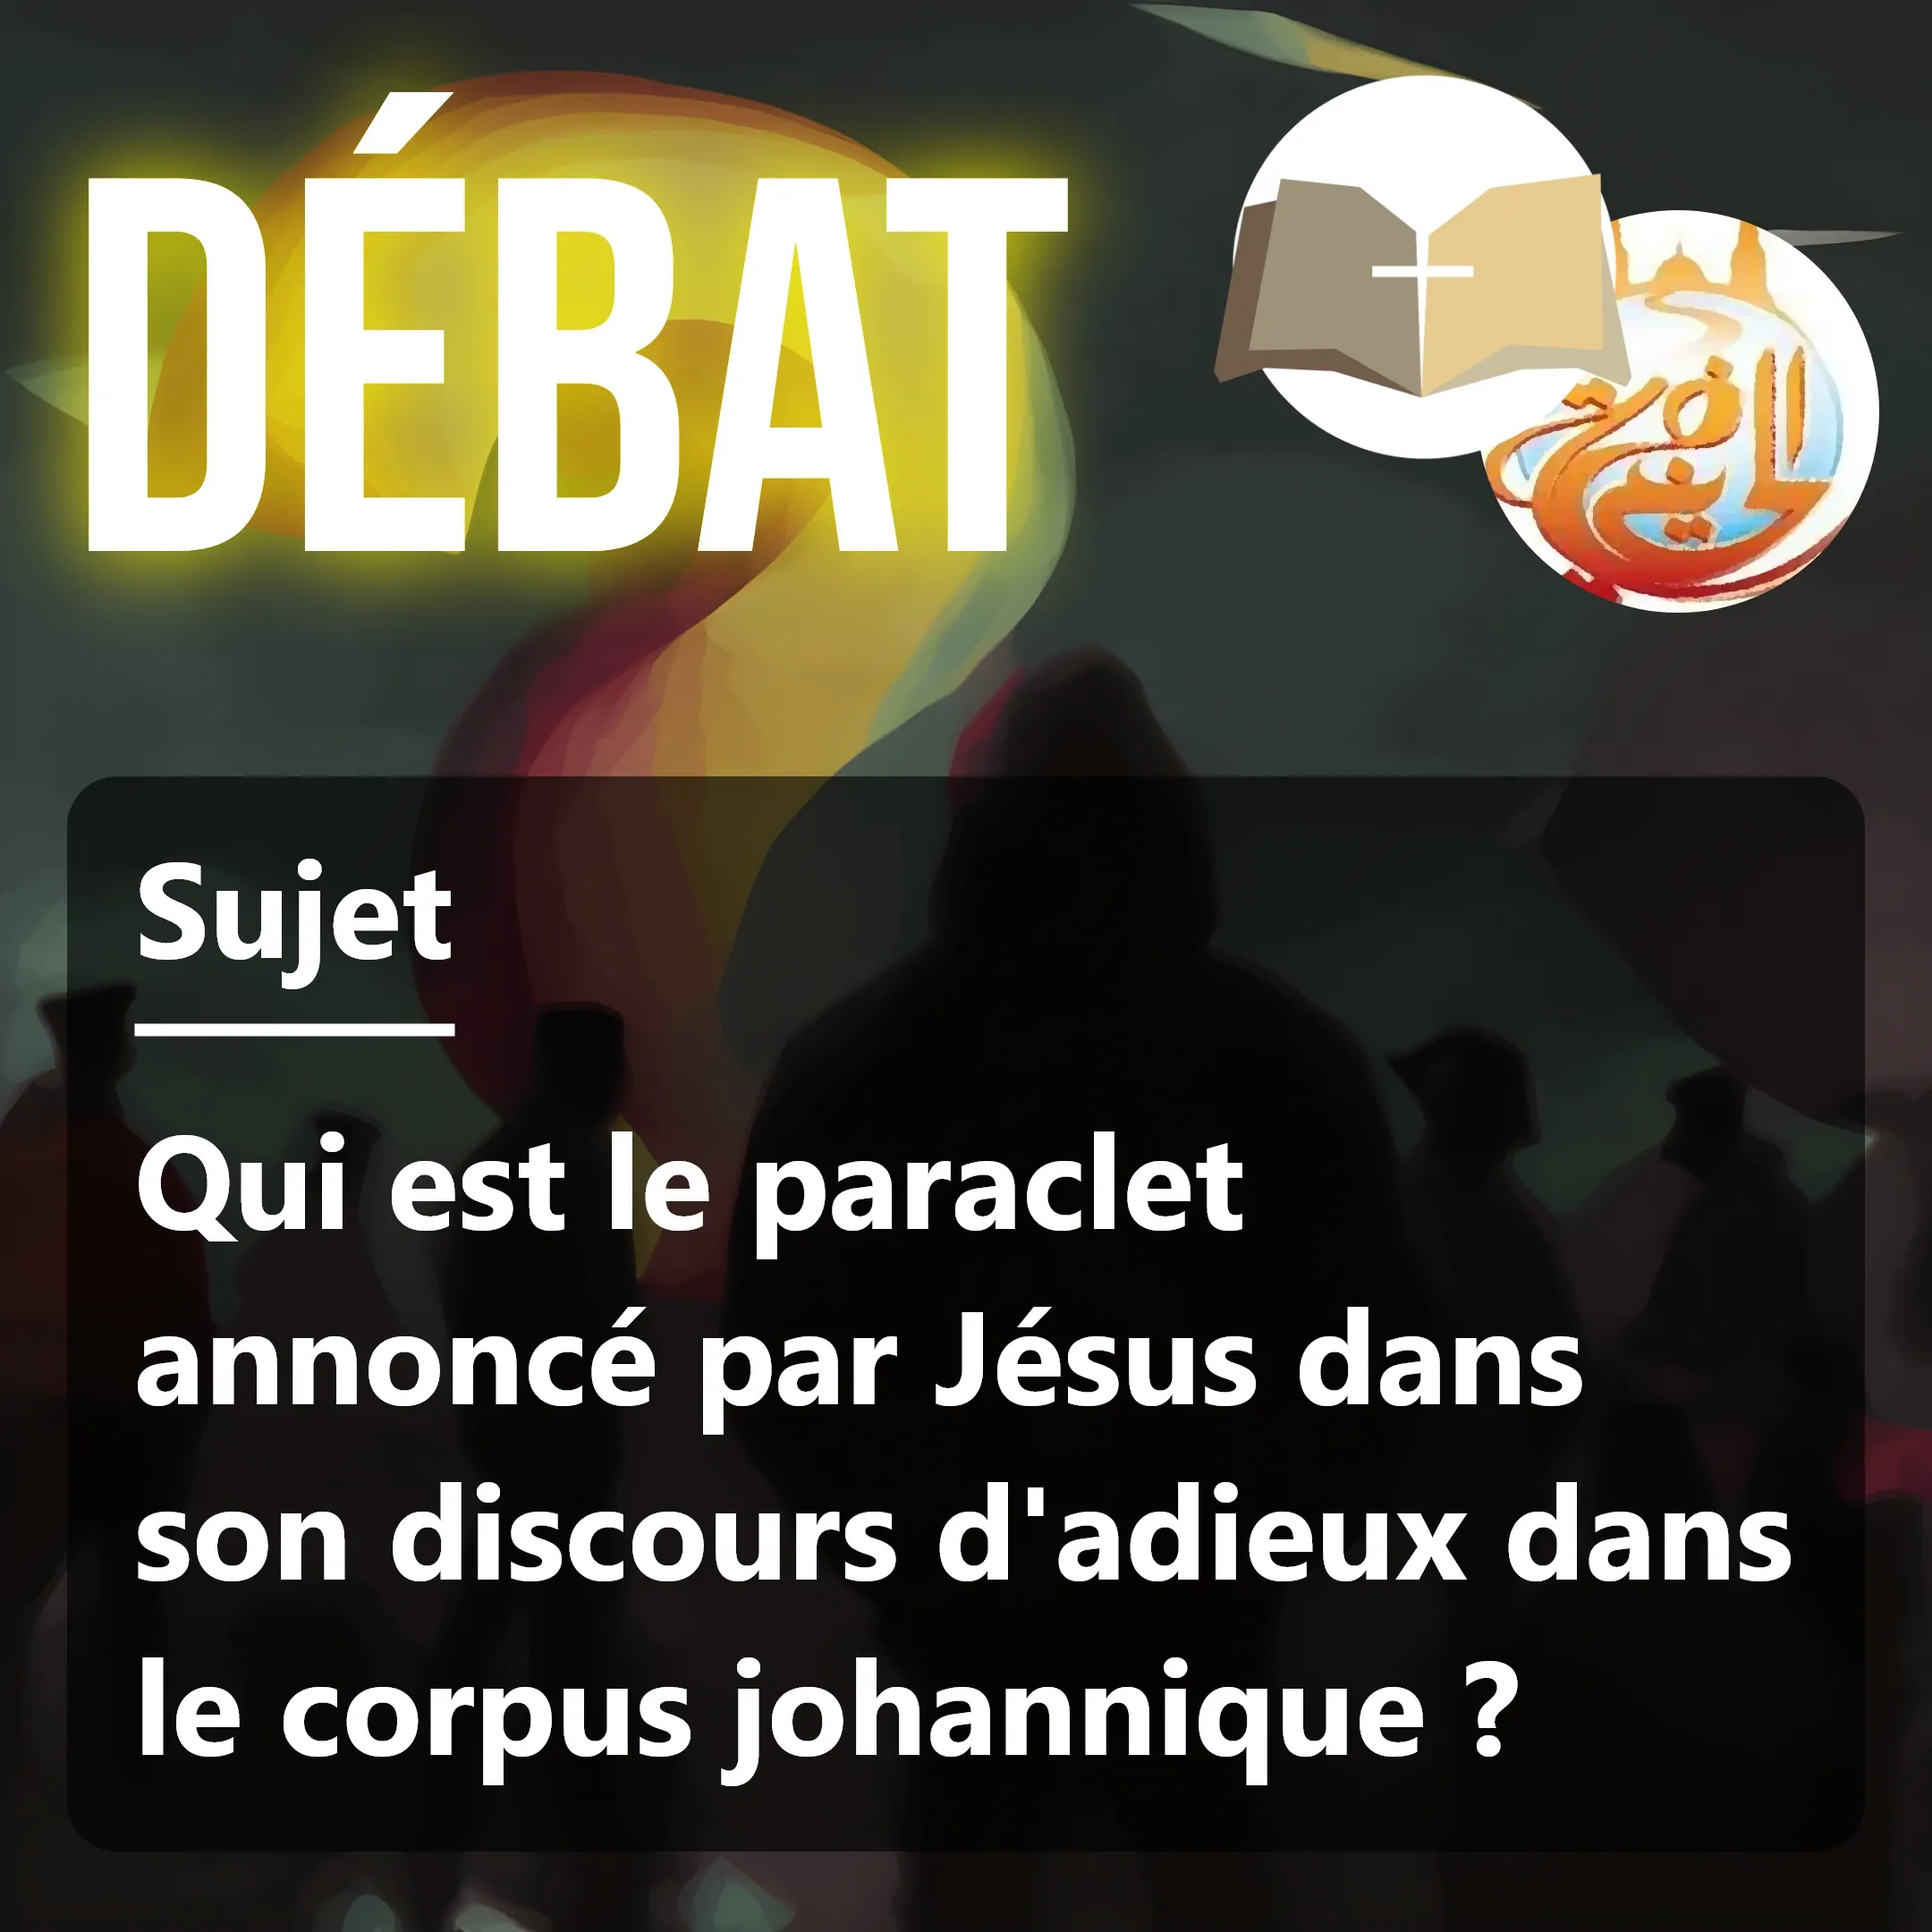 DÉBAT
Sujet
Qui est le paraclet
annoncé par Jésus dans
son discours d'adieux dans
le corpus johannique ?